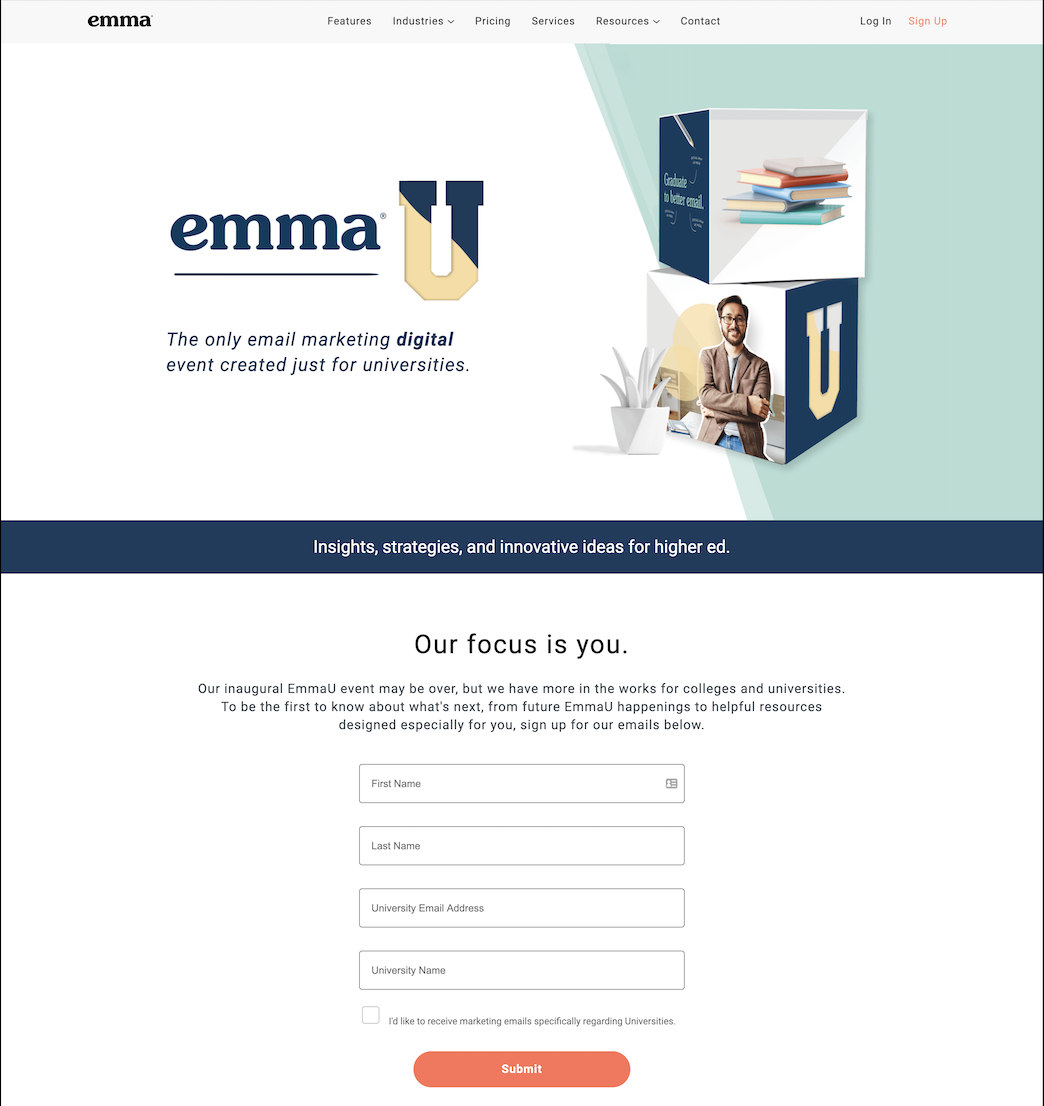 emma
Features Industries Pricing Services Resources Contact
Log In Sign Up
emma® U
The only email marketing digital
event created just for universities.
Graduate
to better email.
U
Insights, strategies, and innovative ideas for higher ed.
Our focus is you.
Our inaugural EmmaU event may be over, but we have more in the works for colleges and universities.
To be the first to know about what's next, from future EmmaU happenings to helpful resources
designed especially for you, sign up for our emails below.
First Name
Last Name
University Email Address
University Name
I'd like to receive marketing emails specifically regarding Universities.
Submit